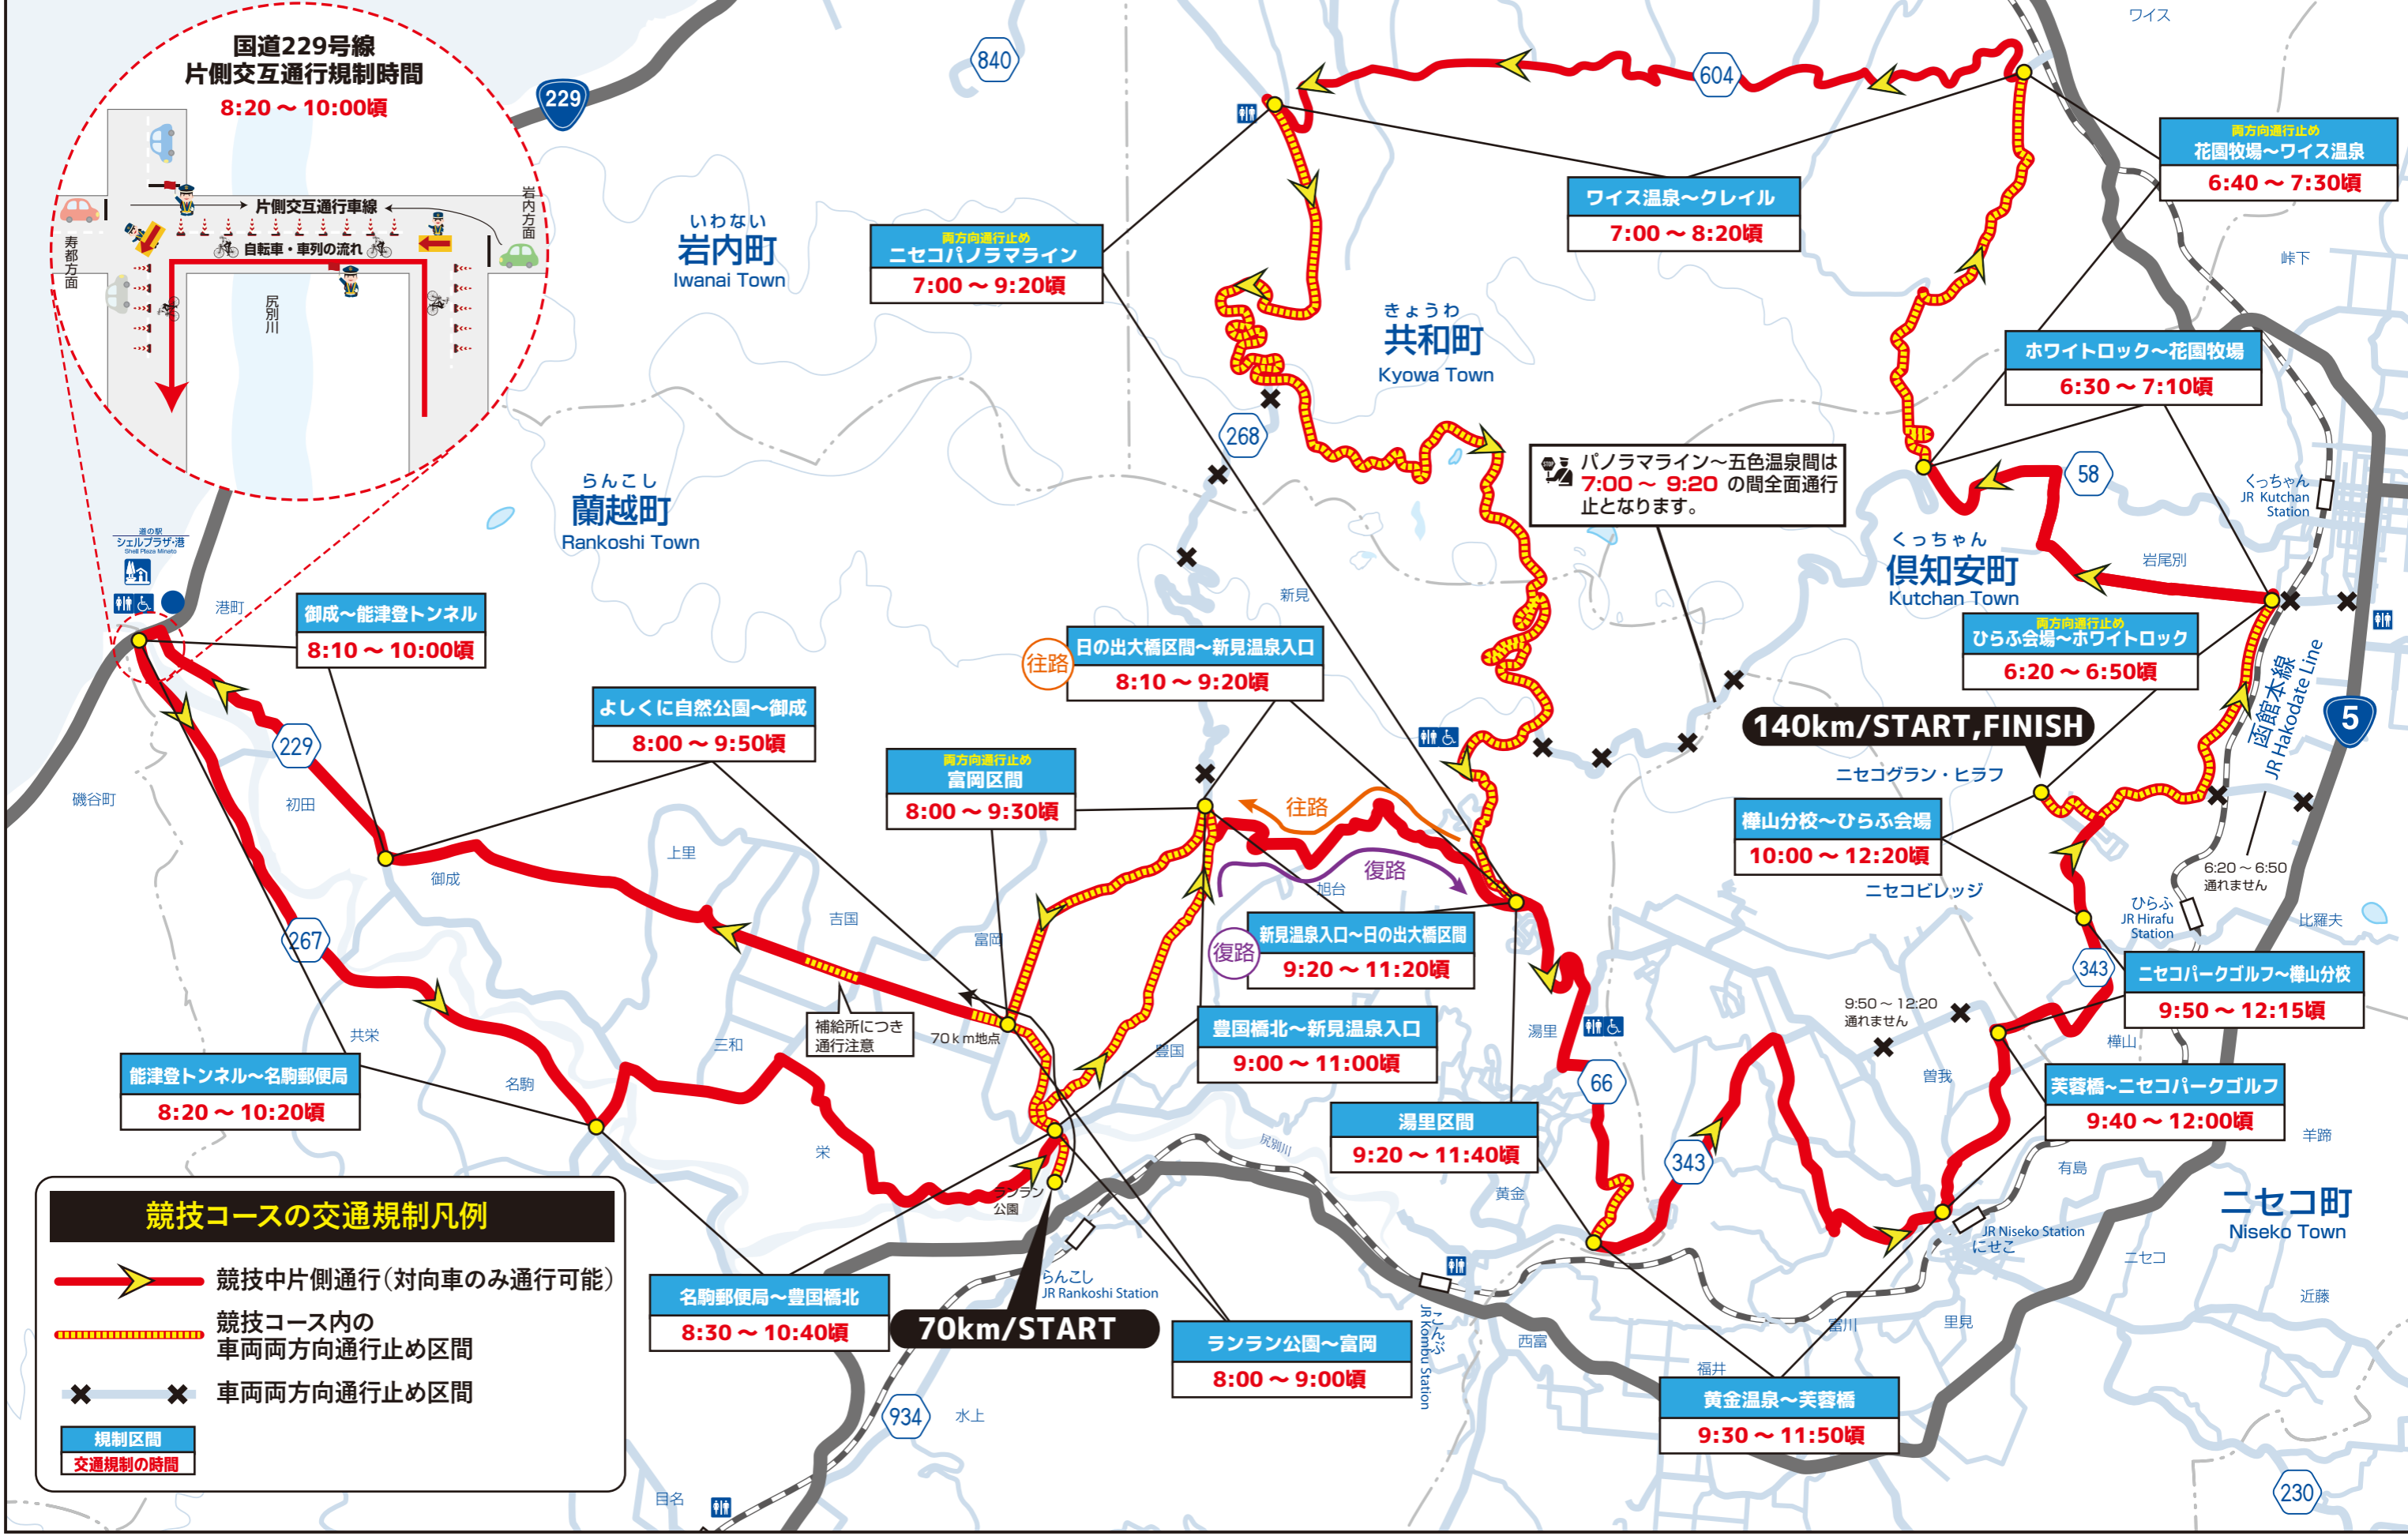 国道229号線
片側交互通行規制時間
8:20 ～ 10:00頃
片側交互通行車線
自転車・車列の流れ
寿都方面
岩内方面
尻別川
229
840
604
ワイス
両方向通行止め
花園牧場～ワイス温泉
6:40 ～ 7:30頃
ワイス温泉～クレイル
7:00 ～ 8:20頃
いわない
岩内町
Iwanai Town
両方向通行止め
ニセコパノラマライン
7:00 ～ 9:20頃
峠下
きょうわ
共和町
Kyowa Town
ホワイトロック～花園牧場
6:30 ～ 7:10頃
268
パノラマライン～五色温泉間は
7:00 ～ 9:20 の間全面通行
止となります。
58
くっちゃん
JR Kutchan
Station
らんこし
蘭越町
Rankoshi Town
くっちゃん
倶知安町
Kutchan Town
岩尾別
道の駅
シェルプラザ・港
Shell Plaza Minato
港町
新見
御成～能津登トンネル
8:10 ～ 10:00頃
往路
日の出大橋区間～新見温泉入口
8:10 ～ 9:20頃
両方向通行止め
ひらふ会場～ホワイトロック
6:20 ～ 6:50頃
函館本線
JR Hakodate Line
5
よしくに自然公園～御成
8:00 ～ 9:50頃
140km/START,FINISH
229
両方向通行止め
富岡区間
8:00 ～ 9:30頃
ニセコグラン・ヒラフ
磯谷町
初田
往路
樺山分校～ひらふ会場
10:00 ～ 12:20頃
上里
復路
旭台
御成
6:20 ～ 6:50
通れません
ニセコビレッジ
吉国
ひらふ
JR Hirafu
Station
比羅夫
267
富岡
復路
新見温泉入口～日の出大橋区間
9:20 ～ 11:20頃
343
ニセコパークゴルフ～樺山分校
9:50 ～ 12:15頃
9:50 ～ 12:20
通れません
補給所につき
通行注意
70km地点
豊国橋北～新見温泉入口
9:00 ～ 11:00頃
湯里
共栄
三和
豊国
樺山
曽我
能津登トンネル～名駒郵便局
8:20 ～ 10:20頃
名駒
66
芙蓉橋～ニセコパークゴルフ
9:40 ～ 12:00頃
湯里区間
9:20 ～ 11:40頃
羊蹄
栄
尻別川
343
有島
ランラン
公園
黄金
ニセコ町
Niseko Town
競技コースの交通規制凡例
競技中片側通行（対向車のみ通行可能）
競技コース内の
車両両方向通行止め区間
車両両方向通行止め区間
規制区間
交通規制の時間
JR Niseko Station
にせこ
ニセコ
らんこし
JR Rankoshi Station
名駒郵便局～豊国橋北
8:30 ～ 10:40頃
70km/START
ランラン公園～富岡
8:00 ～ 9:00頃
こんぶ
JR Kombu Station
西富
富川
里見
近藤
福井
黄金温泉～芙蓉橋
9:30 ～ 11:50頃
934
水上
目名
230